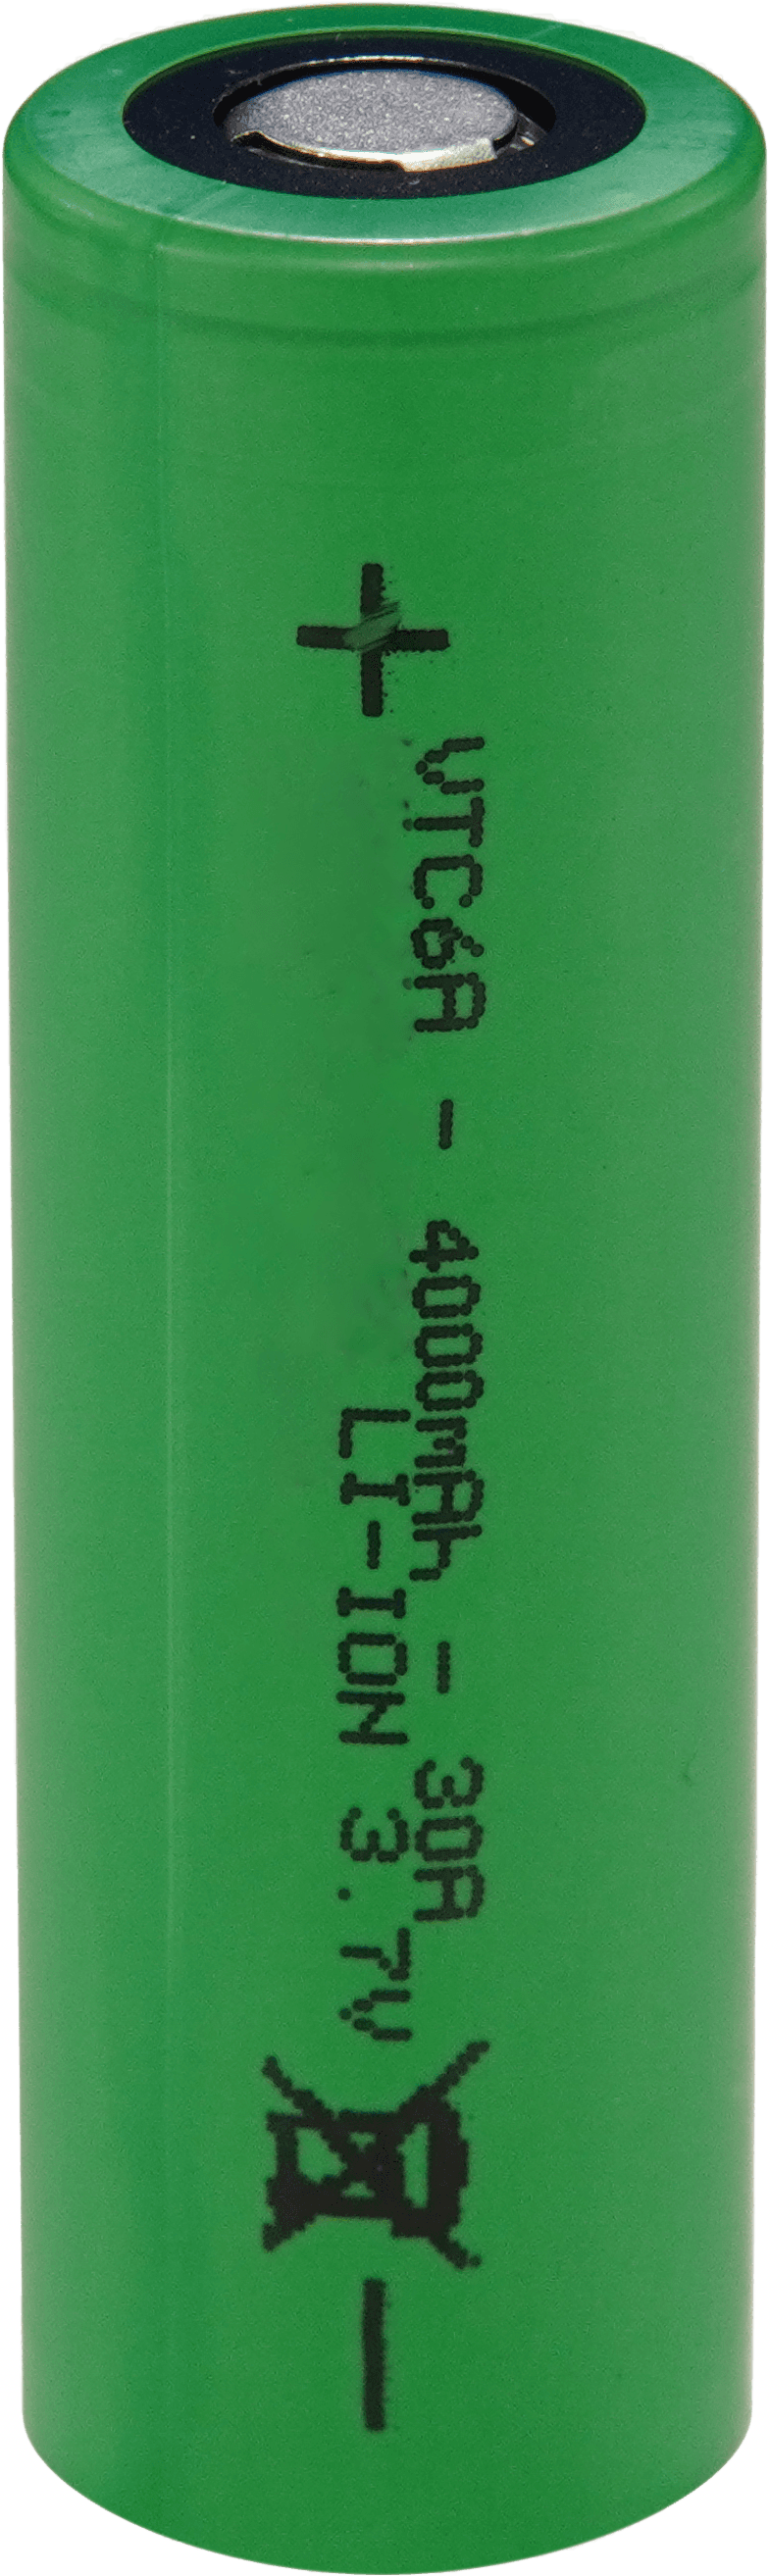 +
VTC6A - 4000mAh - 30A
LI-ION 3.7V
-